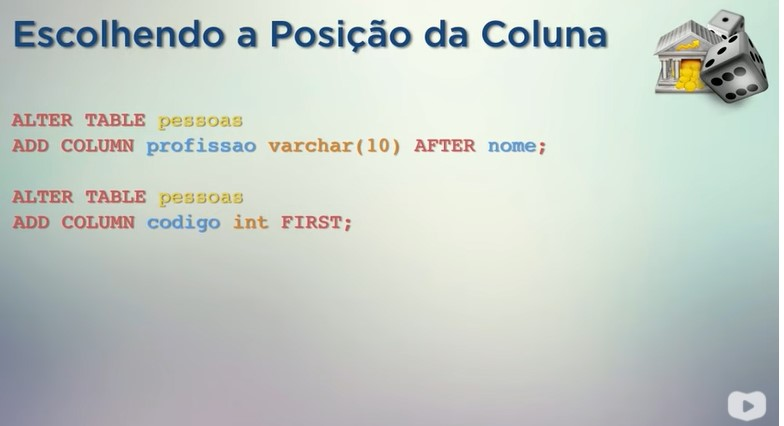 Escolhendo a Posição da Coluna
ALTER TABLE pessoas
ADD COLUMN profissao varchar(10) AFTER nome;
ALTER TABLE pessoas
ADD COLUMN codigo int FIRST;